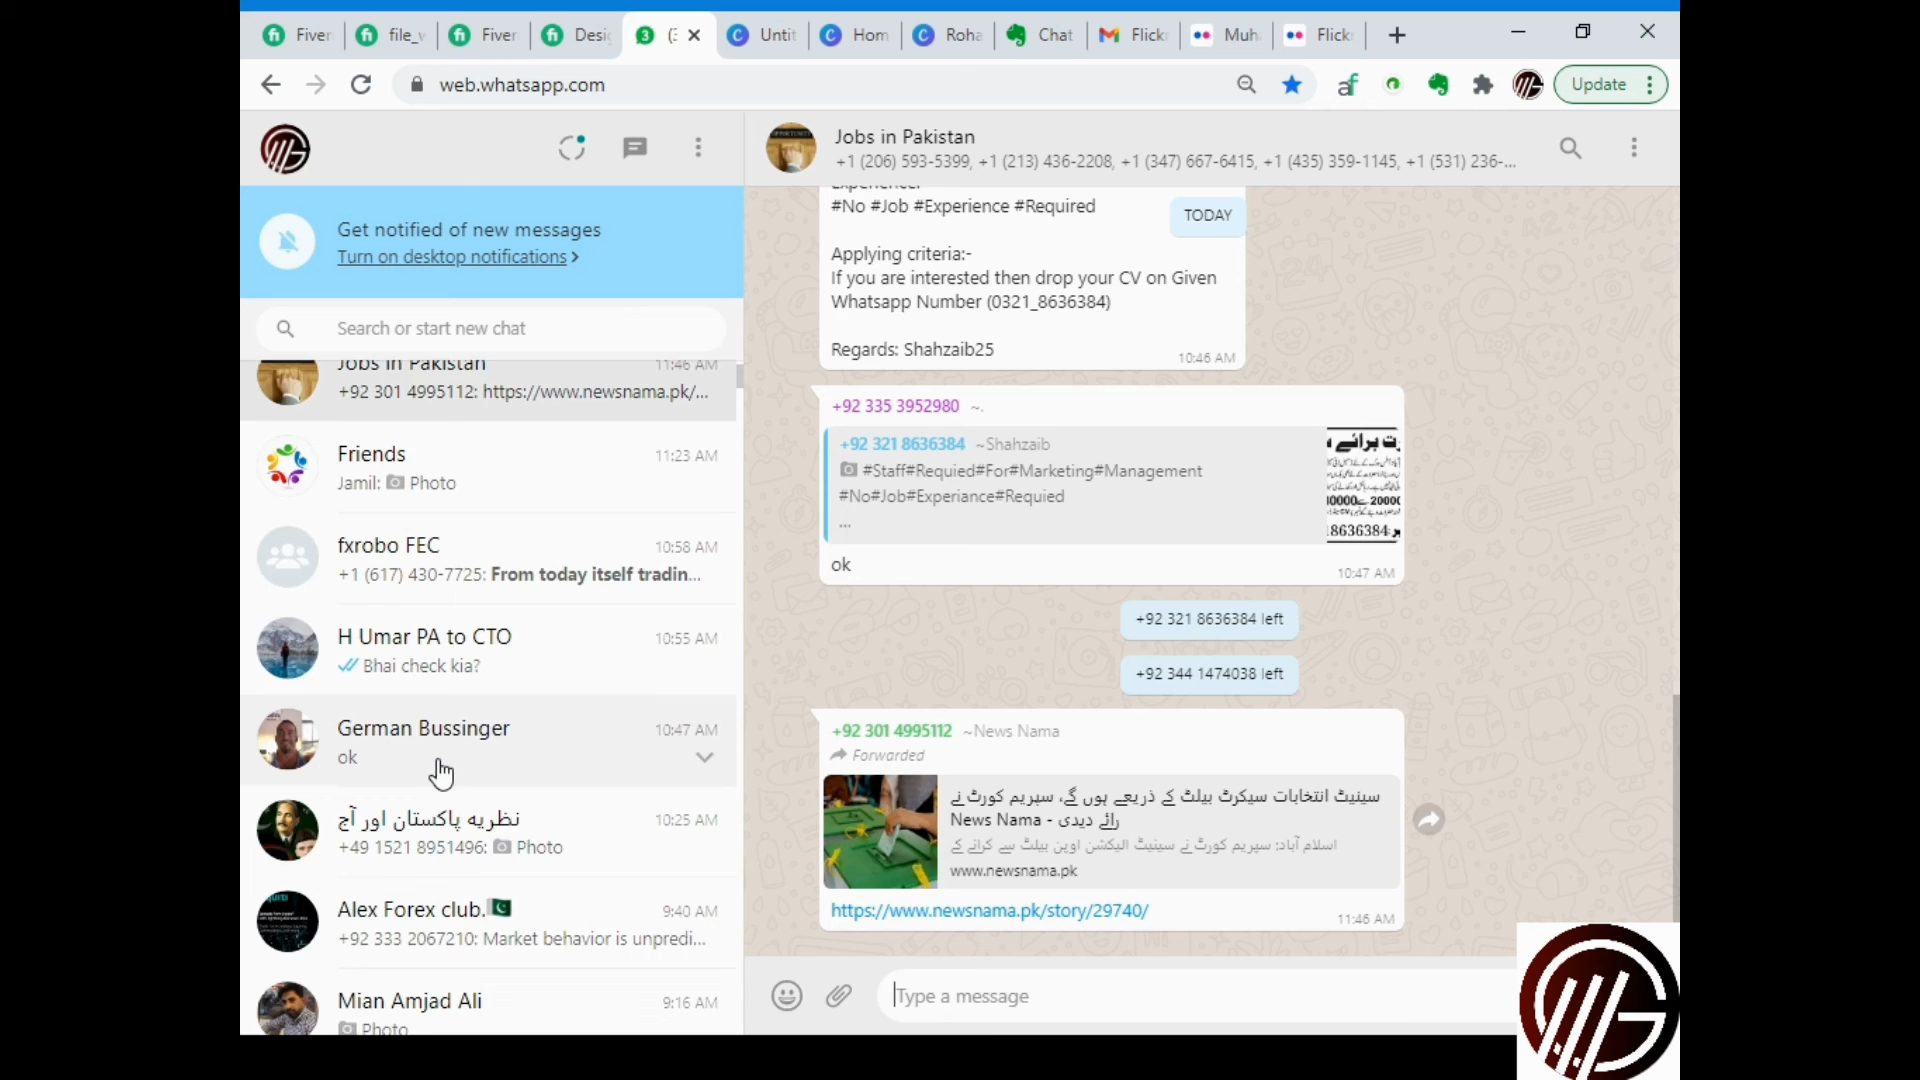 Fiver
file_v
Fiver
Desig
3
Untit
Hom
Roha
Chat
Flickr
Muh
Flick
web.whatsapp.com
af
Update
Get notified of new messages
Turn on desktop notifications
Search or start new chat
Jobs in Pakistan
11:46 AM
+92 301 4995112: https://www.newsnama.pk/...
Friends
11:23 AM
Jamil: Photo
fxrobo FEC
10:58 AM
+1 (617) 430-7725: From today itself tradin...
H Umar PA to CTO
10:55 AM
Bhai check kia?
German Bussinger
10:47 AM
ok
نظریہ پاکستان اور آج
10:25 AM
+49 1521 8951496: Photo
Alex Forex club.
9:40 AM
+92 333 2067210: Market behavior is unpredi...
Mian Amjad Ali
9:16 AM
Photo
OPPORTUNITY
Jobs in Pakistan
+1 (206) 593-5399, +1 (213) 436-2208, +1 (347) 667-6415, +1 (435) 359-1145, +1 (531) 236-...
#No #Job #Experience #Required
TODAY
Applying criteria:-
If you are interested then drop your CV on Given
Whatsapp Number (0321_8636384)
Regards: Shahzaib25
10:46 AM
+92 335 3952980 ~.
+92 321 8636384 ~Shahzaib
#Staff#Requied#For#Marketing#Management
#No#Job#Experiance#Requied
...
ok
10:47 AM
+92 321 8636384 left
+92 344 1474038 left
+92 301 4995112 ~News Nama
Forwarded
سینیٹ انتخابات سیکرٹ بیلٹ کے ذریعے ہوں گے، سپریم کورٹ نے
رائے دیدی - News Nama
اسلام آباد: سپریم کورٹ نے سینیٹ الیکشن اوپن بیلٹ سے کرانے کے
www.newsnama.pk
https://www.newsnama.pk/story/29740/
11:46 AM
Type a message